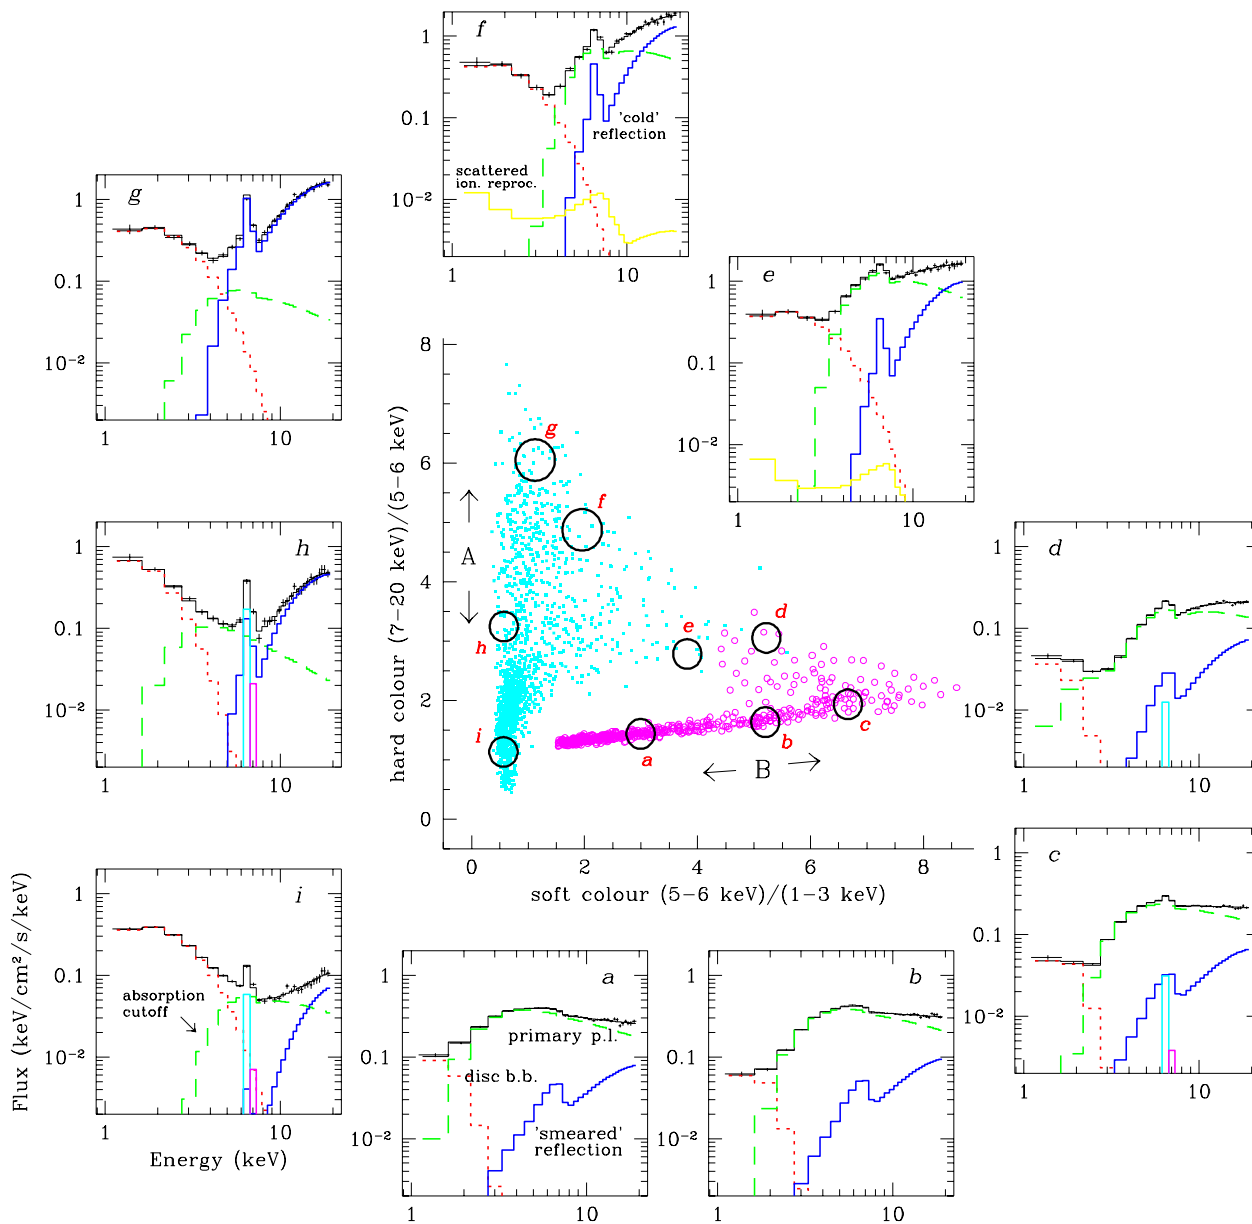 f
1
0.1
10⁻²
1
10
'cold'
reflection
scattered
ion. reproc.
g
1
0.1
10⁻²
1
10
e
1
0.1
10⁻²
1
10
8
6
4
2
0
hard colour (7−20 keV)/(5−6 keV)
g
f
A
h
e
d
i
a
b
c
B
0
2
4
6
8
soft colour (5−6 keV)/(1−3 keV)
h
1
0.1
10⁻²
1
10
d
1
0.1
10⁻²
1
10
c
1
0.1
10⁻²
1
10
i
1
0.1
10⁻²
absorption
cutoff
1
10
Flux (keV/cm²/s/keV)
Energy (keV)
a
1
0.1
10⁻²
primary p.l.
disc b.b.
'smeared'
reflection
1
10
b
1
0.1
10⁻²
1
10